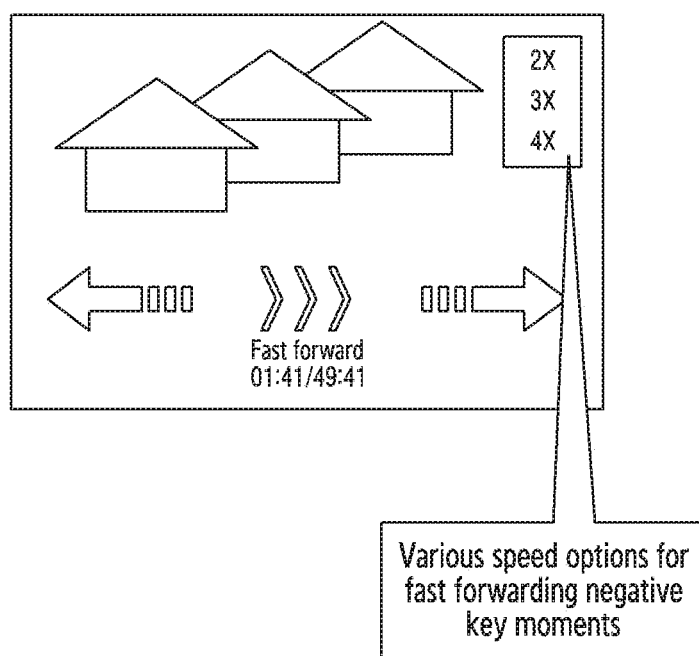 2X
3X
4X
Fast forward
01:41/49:41
Various speed options for
fast forwarding negative
key moments